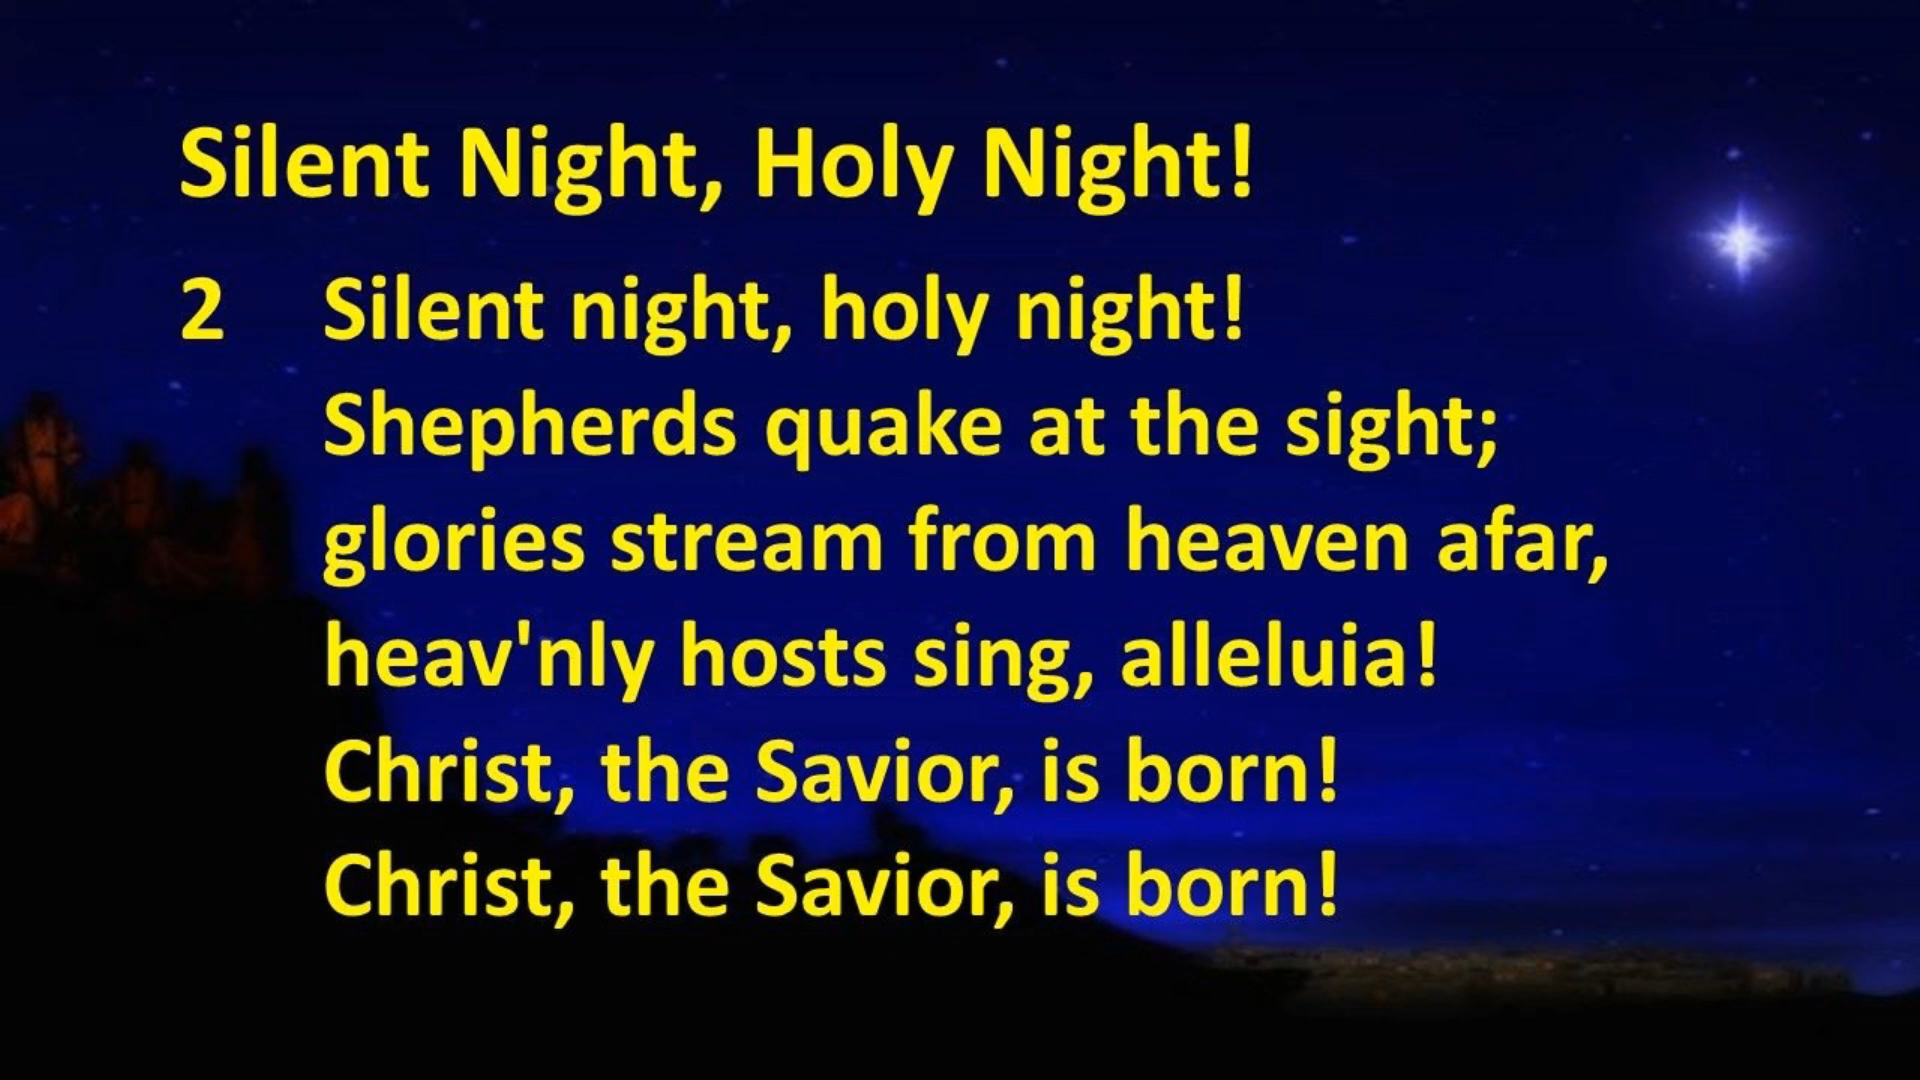 Silent Night, Holy Night!
2 Silent night, holy night!
Shepherds quake at the sight;
glories stream from heaven afar,
heav'nly hosts sing, alleluia!
Christ, the Savior, is born!
Christ, the Savior, is born!